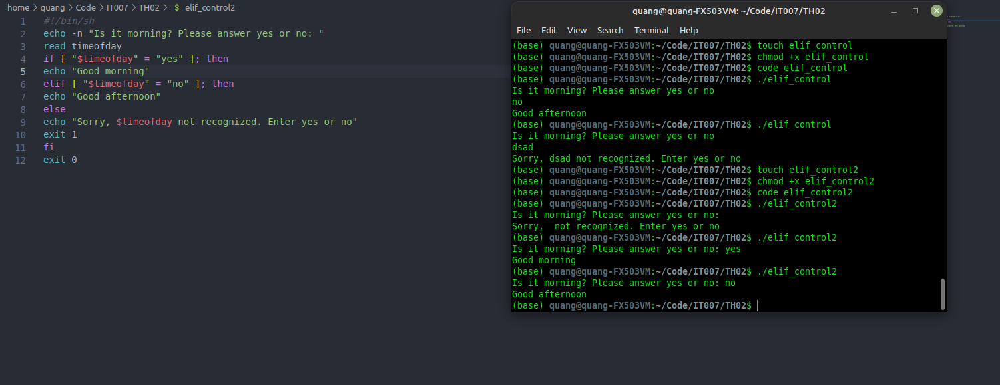 home > quang > Code > IT007 > TH02 > $ elif_control2
1 #!/bin/sh
2 echo -n "Is it morning? Please answer yes or no: "
3 read timeofday
4 if [ "$timeofday" = "yes" ]; then
5 echo "Good morning"
6 elif [ "$timeofday" = "no" ]; then
7 echo "Good afternoon"
8 else
9 echo "Sorry, $timeofday not recognized. Enter yes or no"
10 exit 1
11 fi
12 exit 0
quang@quang-FX503VM: ~/Code/IT007/TH02
File Edit View Search Terminal Help
(base) quang@quang-FX503VM:~/Code/IT007/TH02$ touch elif_control
(base) quang@quang-FX503VM:~/Code/IT007/TH02$ chmod +x elif_control
(base) quang@quang-FX503VM:~/Code/IT007/TH02$ code elif_control
(base) quang@quang-FX503VM:~/Code/IT007/TH02$ ./elif_control
Is it morning? Please answer yes or no
no
Good afternoon
(base) quang@quang-FX503VM:~/Code/IT007/TH02$ ./elif_control
Is it morning? Please answer yes or no
dsad
Sorry, dsad not recognized. Enter yes or no
(base) quang@quang-FX503VM:~/Code/IT007/TH02$ touch elif_control2
(base) quang@quang-FX503VM:~/Code/IT007/TH02$ chmod +x elif_control2
(base) quang@quang-FX503VM:~/Code/IT007/TH02$ code elif_control2
(base) quang@quang-FX503VM:~/Code/IT007/TH02$ ./elif_control2
Is it morning? Please answer yes or no:
Sorry,  not recognized. Enter yes or no
(base) quang@quang-FX503VM:~/Code/IT007/TH02$ ./elif_control2
Is it morning? Please answer yes or no: yes
Good morning
(base) quang@quang-FX503VM:~/Code/IT007/TH02$ ./elif_control2
Is it morning? Please answer yes or no: no
Good afternoon
(base) quang@quang-FX503VM:~/Code/IT007/TH02$